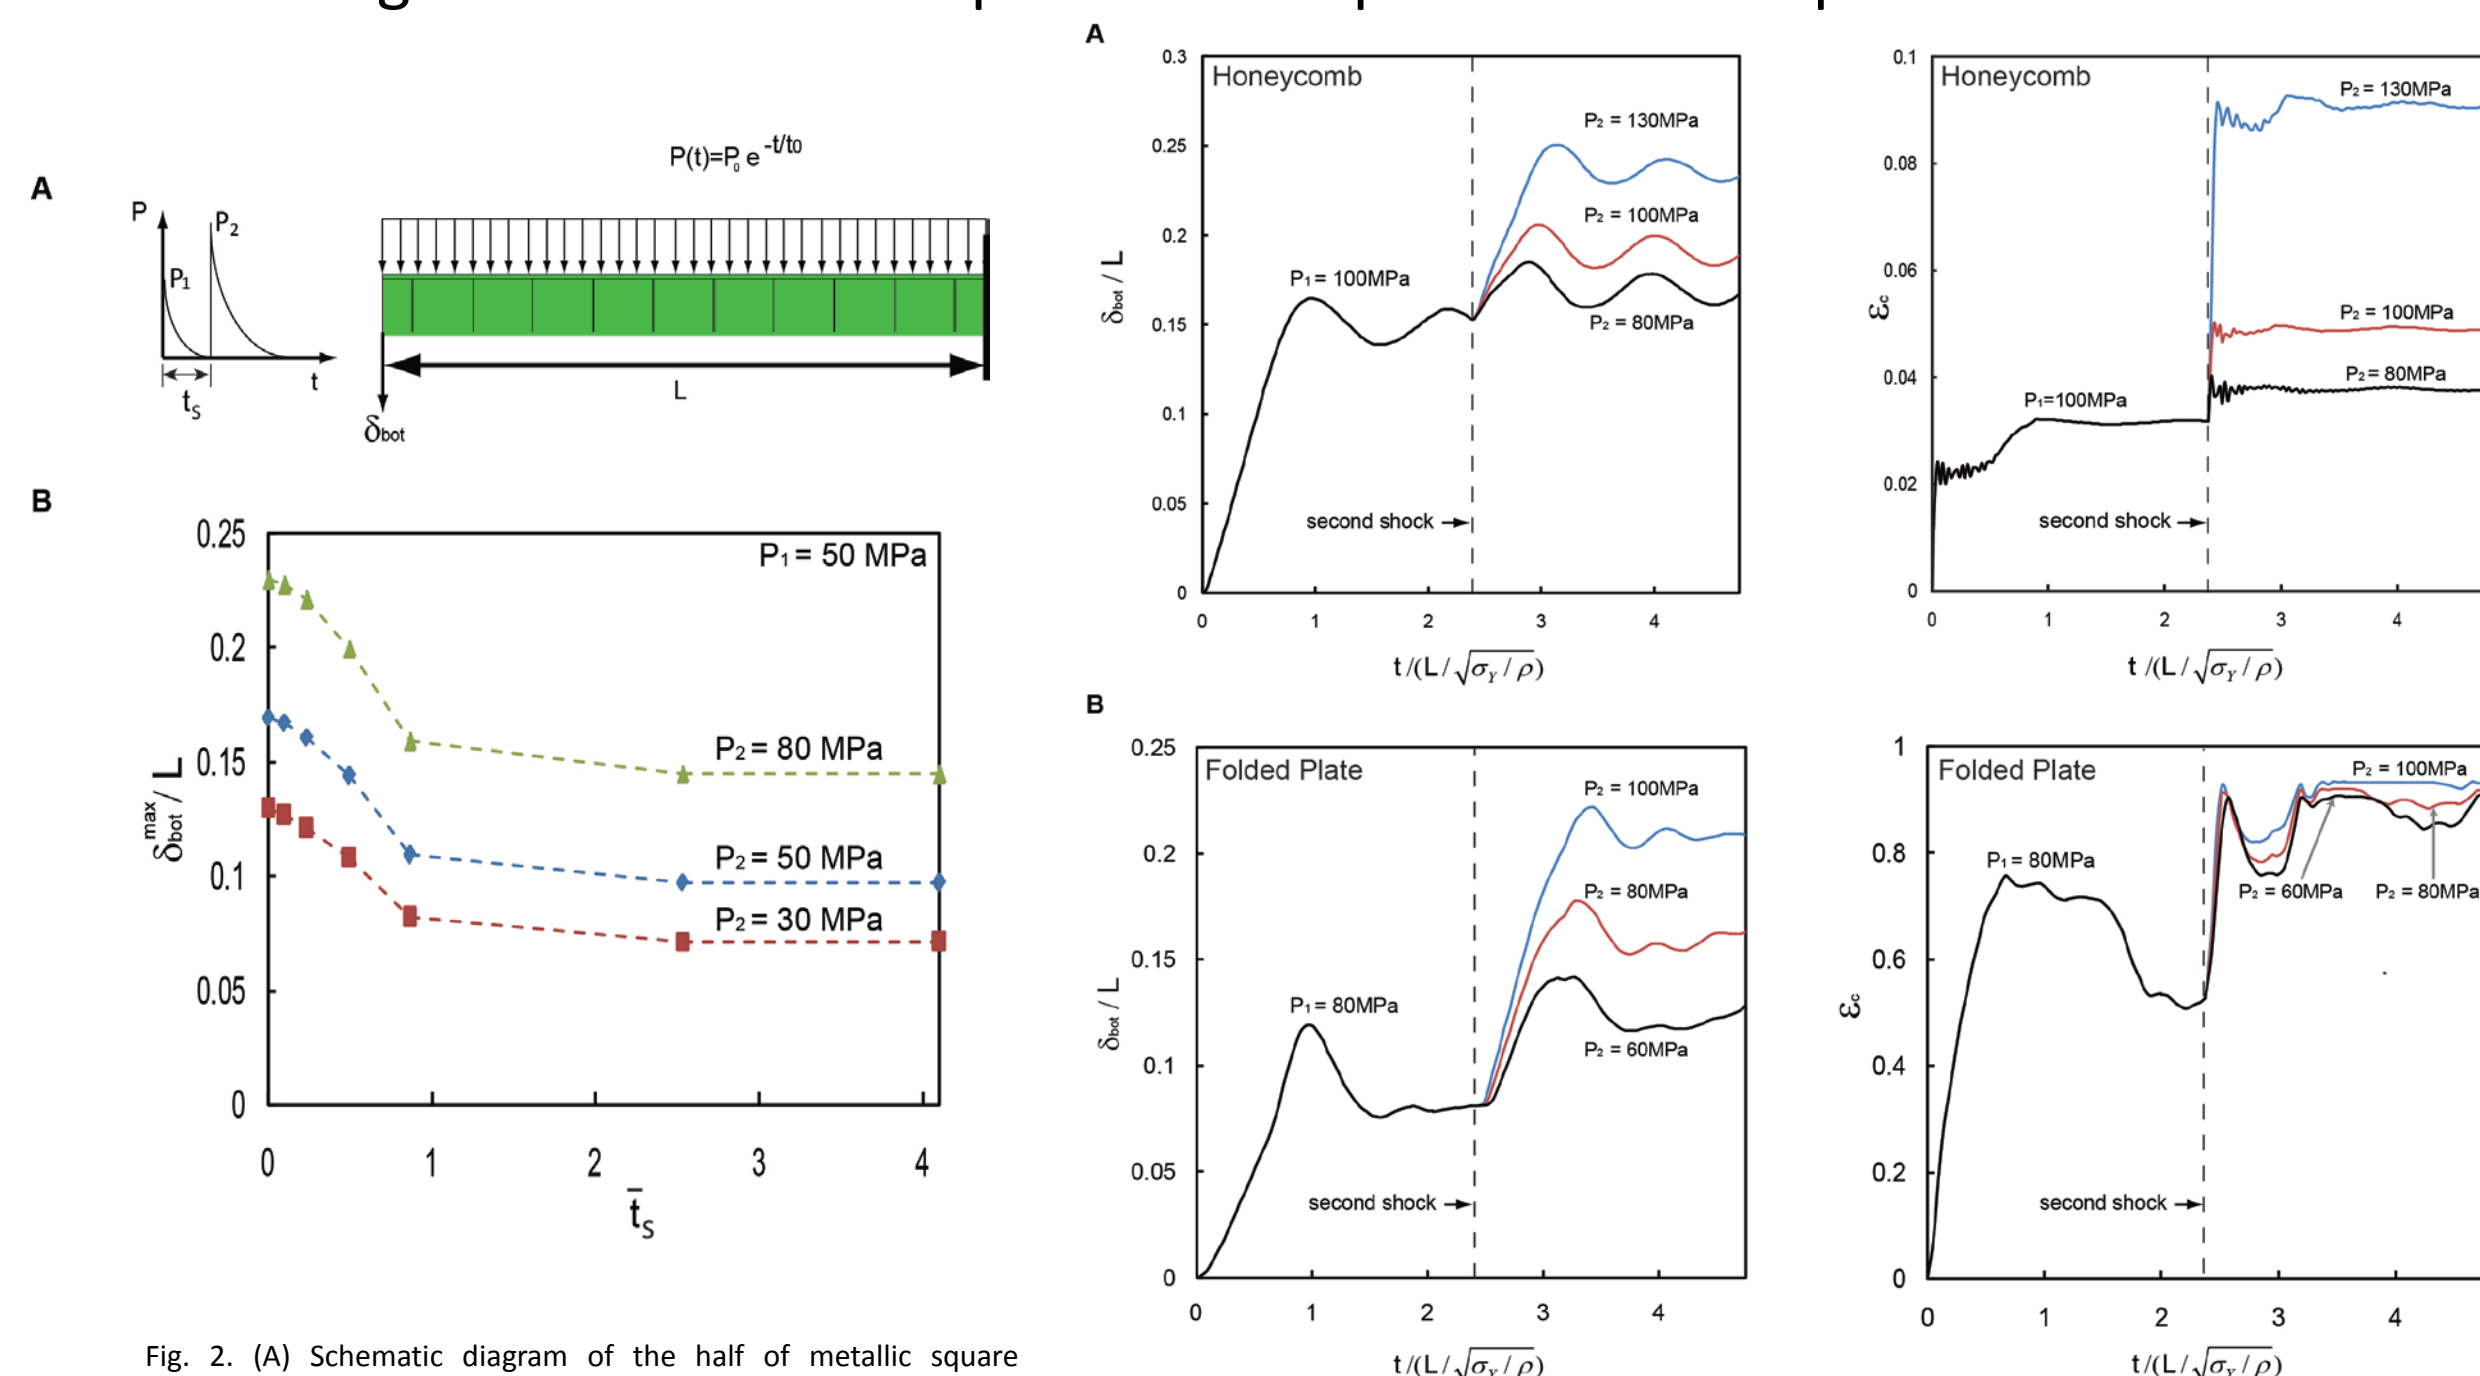 A
P(t)=P₀ e^-t/t0
P
P₂
P₁
t
tₛ
L
δbot
B
0.25
0.2
0.15
0.1
0.05
0
P₁ = 50 MPa
P₂ = 80 MPa
P₂ = 50 MPa
P₂ = 30 MPa
δbot^max / L
0 1 2 3 4
t̄ₛ
Fig. 2. (A) Schematic diagram of the half of metallic square
A
Honeycomb
0.3
0.25
0.2
0.15
0.1
0.05
0
P₂ = 130MPa
P₂ = 100MPa
P₁ = 100MPa
P₂ = 80MPa
second shock
δbot / L
0 1 2 3 4
t /(L / √σY / ρ)
Honeycomb
0.1
0.08
0.06
0.04
0.02
0
P₂ = 130MPa
P₂ = 100MPa
P₂ = 80MPa
P₁=100MPa
second shock
εc
0 1 2 3 4
t /(L / √σY / ρ)
B
Folded Plate
0.25
0.2
0.15
0.1
0.05
0
P₂ = 100MPa
P₂ = 80MPa
P₁ = 80MPa
P₂ = 60MPa
second shock
δbot / L
0 1 2 3 4
t /(L / √σY / ρ)
Folded Plate
1
0.8
0.6
0.4
0.2
0
P₂ = 100MPa
P₁ = 80MPa
P₂ = 60MPa P₂ = 80MPa
second shock
εc
0 1 2 3 4
t /(L / √σY / ρ)